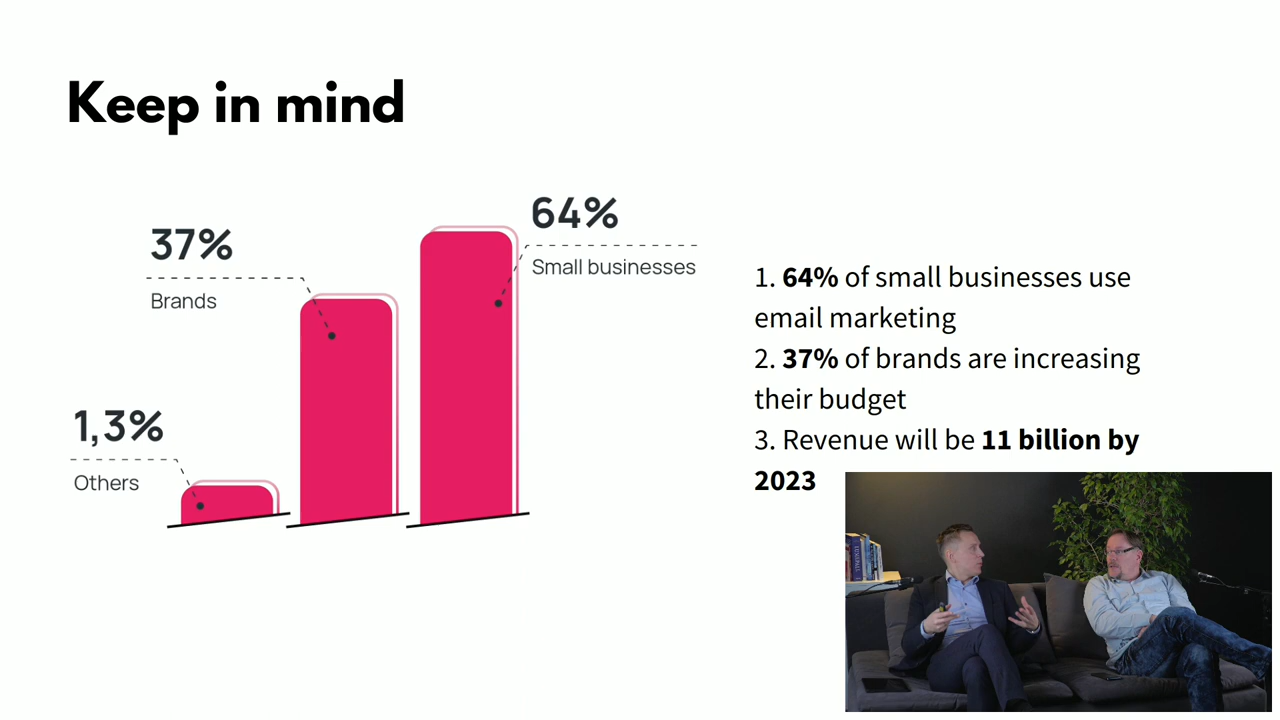 Keep in mind
64%
Small businesses
37%
Brands
1,3%
Others
1. 64% of small businesses use
email marketing
2. 37% of brands are increasing
their budget
3. Revenue will be 11 billion by
2023